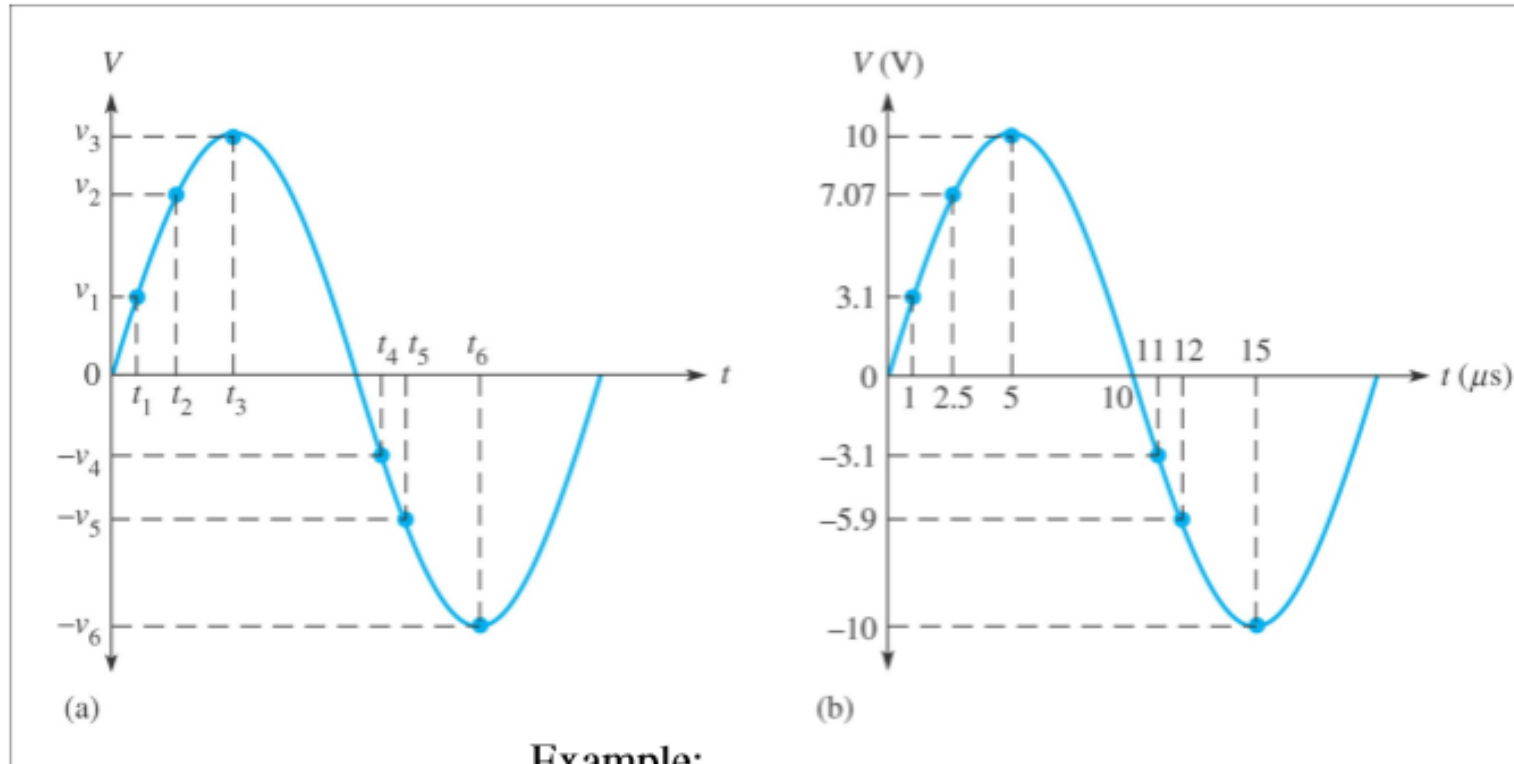 V
v3
v2
v1
0
t1 t2 t3
t4 t5 t6
t
−v4
−v5
−v6
(a)
V (V)
10
7.07
3.1
0
1 2.5 5 10
11 12 15
t (μs)
−3.1
−5.9
−10
(b)
Example: